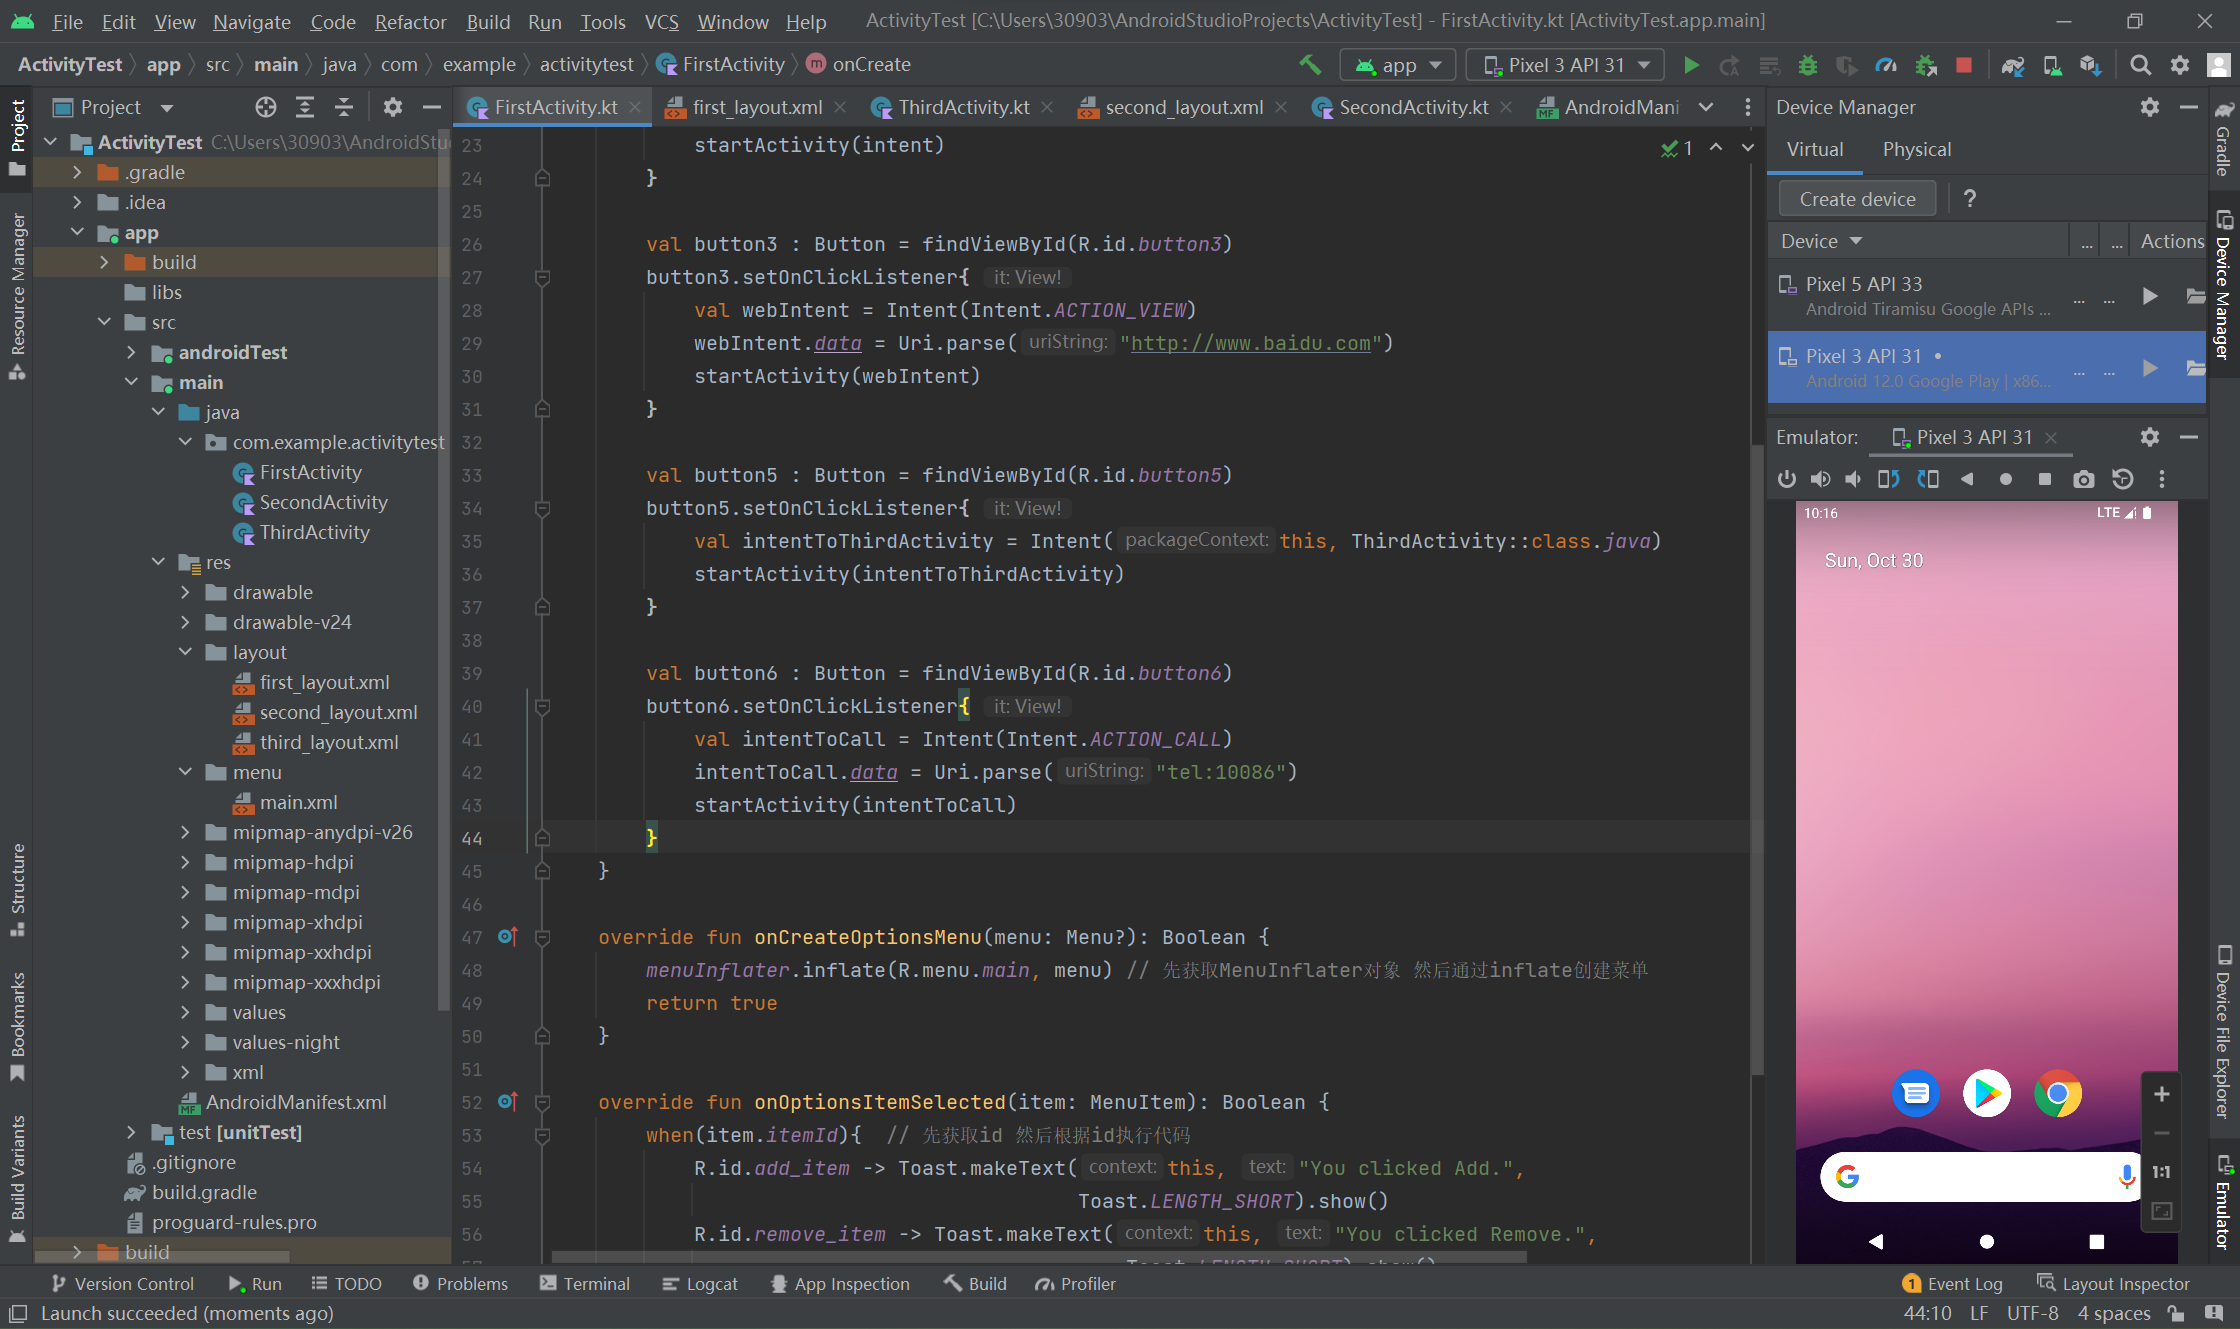 File Edit View Navigate Code Refactor Build Run Tools VCS Window Help ActivityTest [C:\Users\30903\AndroidStudioProjects\ActivityTest] - FirstActivity.kt [ActivityTest.app.main]
ActivityTest app src main java com example activitytest FirstActivity onCreate
app Pixel 3 API 31
Project
FirstActivity.kt first_layout.xml ThirdActivity.kt second_layout.xml SecondActivity.kt AndroidMani
Project
Resource Manager
Structure
Bookmarks
Build Variants
ActivityTest C:\Users\30903\AndroidStu
.gradle
.idea
app
build
libs
src
androidTest
main
java
com.example.activitytest
FirstActivity
SecondActivity
ThirdActivity
res
drawable
drawable-v24
layout
first_layout.xml
second_layout.xml
third_layout.xml
menu
main.xml
mipmap-anydpi-v26
mipmap-hdpi
mipmap-mdpi
mipmap-xhdpi
mipmap-xxhdpi
mipmap-xxxhdpi
values
values-night
xml
AndroidManifest.xml
test [unitTest]
.gitignore
build.gradle
proguard-rules.pro
build
1
23 startActivity(intent)
24 }
25
26 val button3 : Button = findViewById(R.id.button3)
27 button3.setOnClickListener{ it: View!
28 val webIntent = Intent(Intent.ACTION_VIEW)
29 webIntent.data = Uri.parse( uriString: "http://www.baidu.com")
30 startActivity(webIntent)
31 }
32
33 val button5 : Button = findViewById(R.id.button5)
34 button5.setOnClickListener{ it: View!
35 val intentToThirdActivity = Intent( packageContext: this, ThirdActivity::class.java)
36 startActivity(intentToThirdActivity)
37 }
38
39 val button6 : Button = findViewById(R.id.button6)
40 button6.setOnClickListener{ it: View!
41 val intentToCall = Intent(Intent.ACTION_CALL)
42 intentToCall.data = Uri.parse( uriString: "tel:10086")
43 startActivity(intentToCall)
44 }
45 }
46
47 override fun onCreateOptionsMenu(menu: Menu?): Boolean {
48 menuInflater.inflate(R.menu.main, menu) // 先获取MenuInflater对象 然后通过inflate创建菜单
49 return true
50 }
51
52 override fun onOptionsItemSelected(item: MenuItem): Boolean {
53 when(item.itemId){ // 先获取id 然后根据id执行代码
54 R.id.add_item -> Toast.makeText( context: this, text: "You clicked Add.",
55 Toast.LENGTH_SHORT).show()
56 R.id.remove_item -> Toast.makeText( context: this, text: "You clicked Remove.",
Device Manager
Virtual Physical
Create device ?
Device ... ... Actions
Pixel 5 API 33
Android Tiramisu Google APIs ... ... ...
Pixel 3 API 31 •
Android 12.0 Google Play | x86... ... ...
Emulator: Pixel 3 API 31
10:16 LTE
Sun, Oct 30
1:1
Gradle
Device Manager
Device File Explorer
Emulator
Version Control Run TODO Problems Terminal Logcat App Inspection Build Profiler 1 Event Log Layout Inspector
Launch succeeded (moments ago) 44:10 LF UTF-8 4 spaces